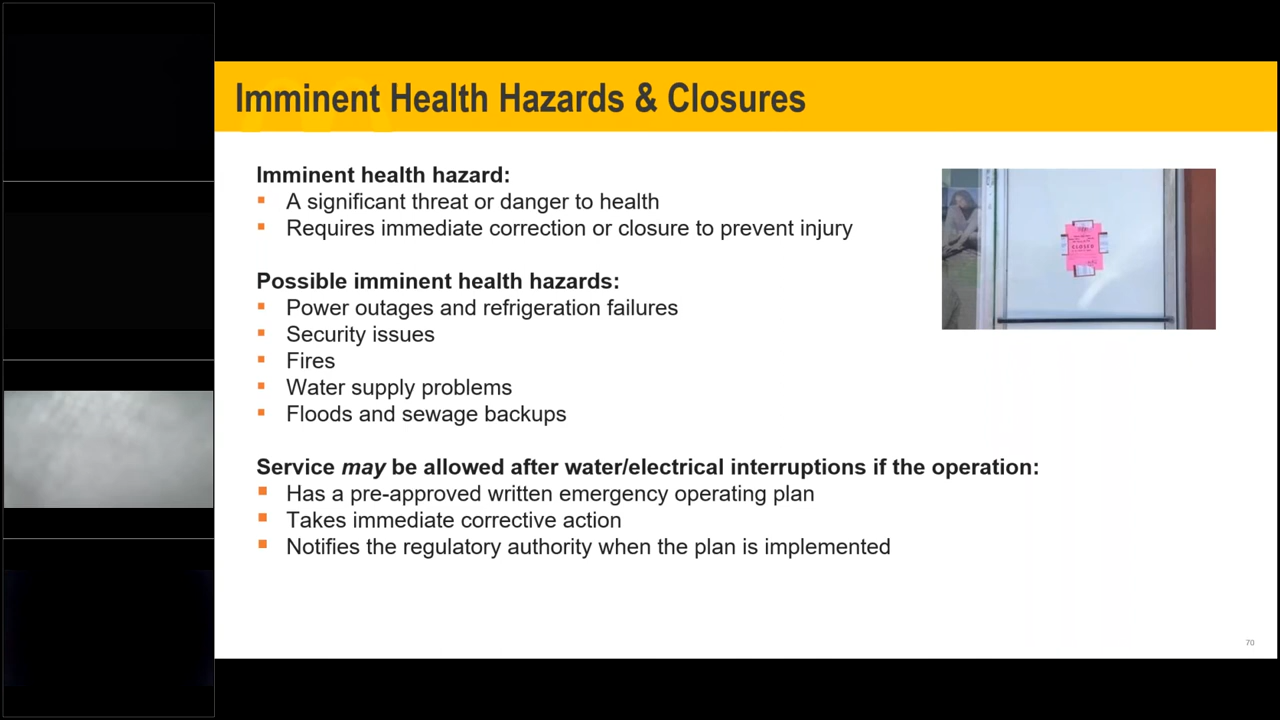 Imminent Health Hazards & Closures
Imminent health hazard:
A significant threat or danger to health
Requires immediate correction or closure to prevent injury
Possible imminent health hazards:
Power outages and refrigeration failures
Security issues
Fires
Water supply problems
Floods and sewage backups
Service may be allowed after water/electrical interruptions if the operation:
Has a pre-approved written emergency operating plan
Takes immediate corrective action
Notifies the regulatory authority when the plan is implemented
CLOSED
70